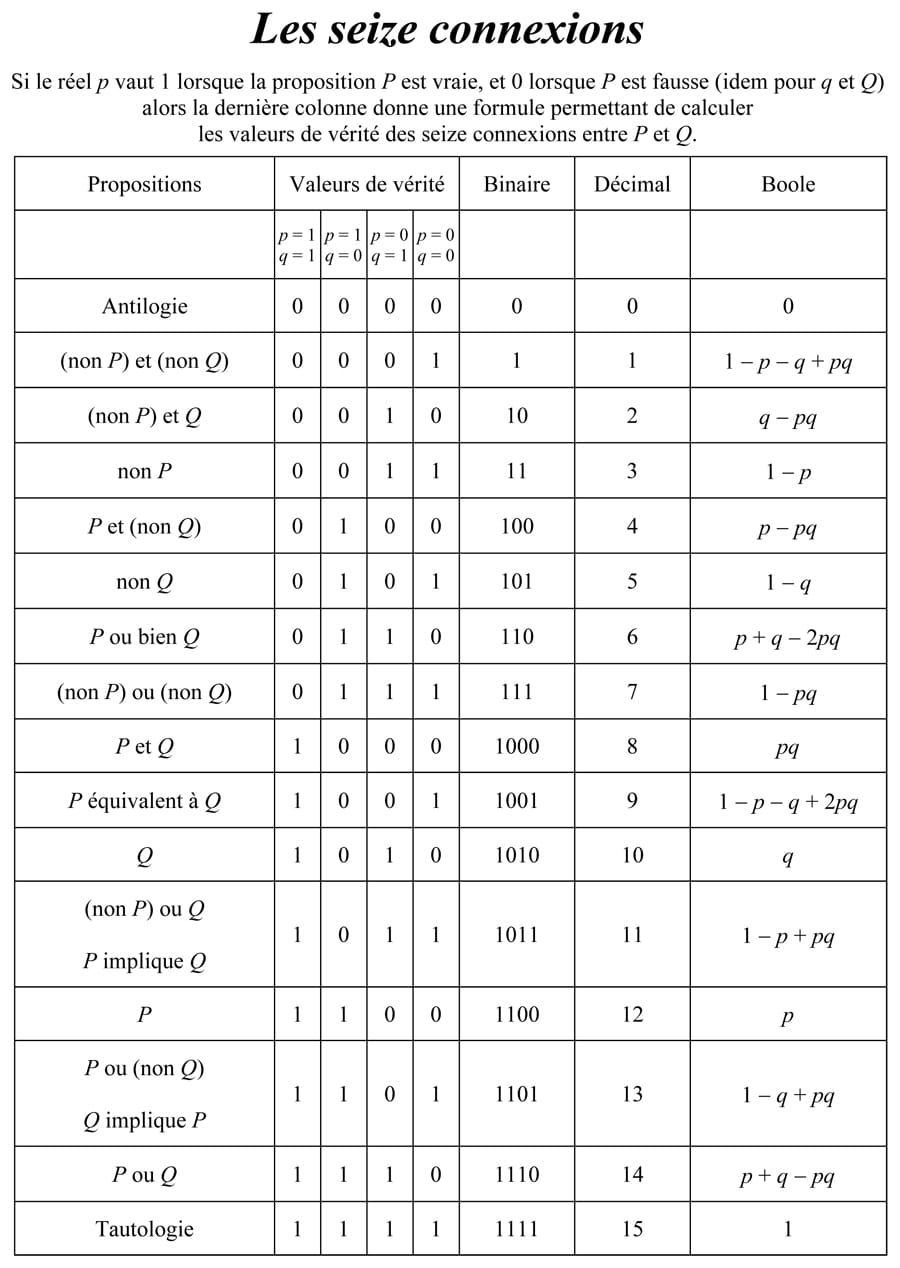 Les seize connexions
Si le réel p vaut 1 lorsque la proposition P est vraie, et 0 lorsque P est fausse (idem pour q et Q)
alors la dernière colonne donne une formule permettant de calculer
les valeurs de vérité des seize connexions entre P et Q.
Propositions Valeurs de vérité Binaire Décimal Boole
p = 1 p = 1 p = 0 p = 0
q = 1 q = 0 q = 1 q = 0
Antilogie 0 0 0 0 0 0 0
(non P) et (non Q) 0 0 0 1 1 1 1 – p – q + pq
(non P) et Q 0 0 1 0 10 2 q – pq
non P 0 0 1 1 11 3 1 – p
P et (non Q) 0 1 0 0 100 4 p – pq
non Q 0 1 0 1 101 5 1 – q
P ou bien Q 0 1 1 0 110 6 p + q – 2pq
(non P) ou (non Q) 0 1 1 1 111 7 1 – pq
P et Q 1 0 0 0 1000 8 pq
P équivalent à Q 1 0 0 1 1001 9 1 – p – q + 2pq
Q 1 0 1 0 1010 10 q
(non P) ou Q
1 0 1 1 1011 11 1 – p + pq
P implique Q
P 1 1 0 0 1100 12 p
P ou (non Q)
1 1 0 1 1101 13 1 – q + pq
Q implique P
P ou Q 1 1 1 0 1110 14 p + q – pq
Tautologie 1 1 1 1 1111 15 1